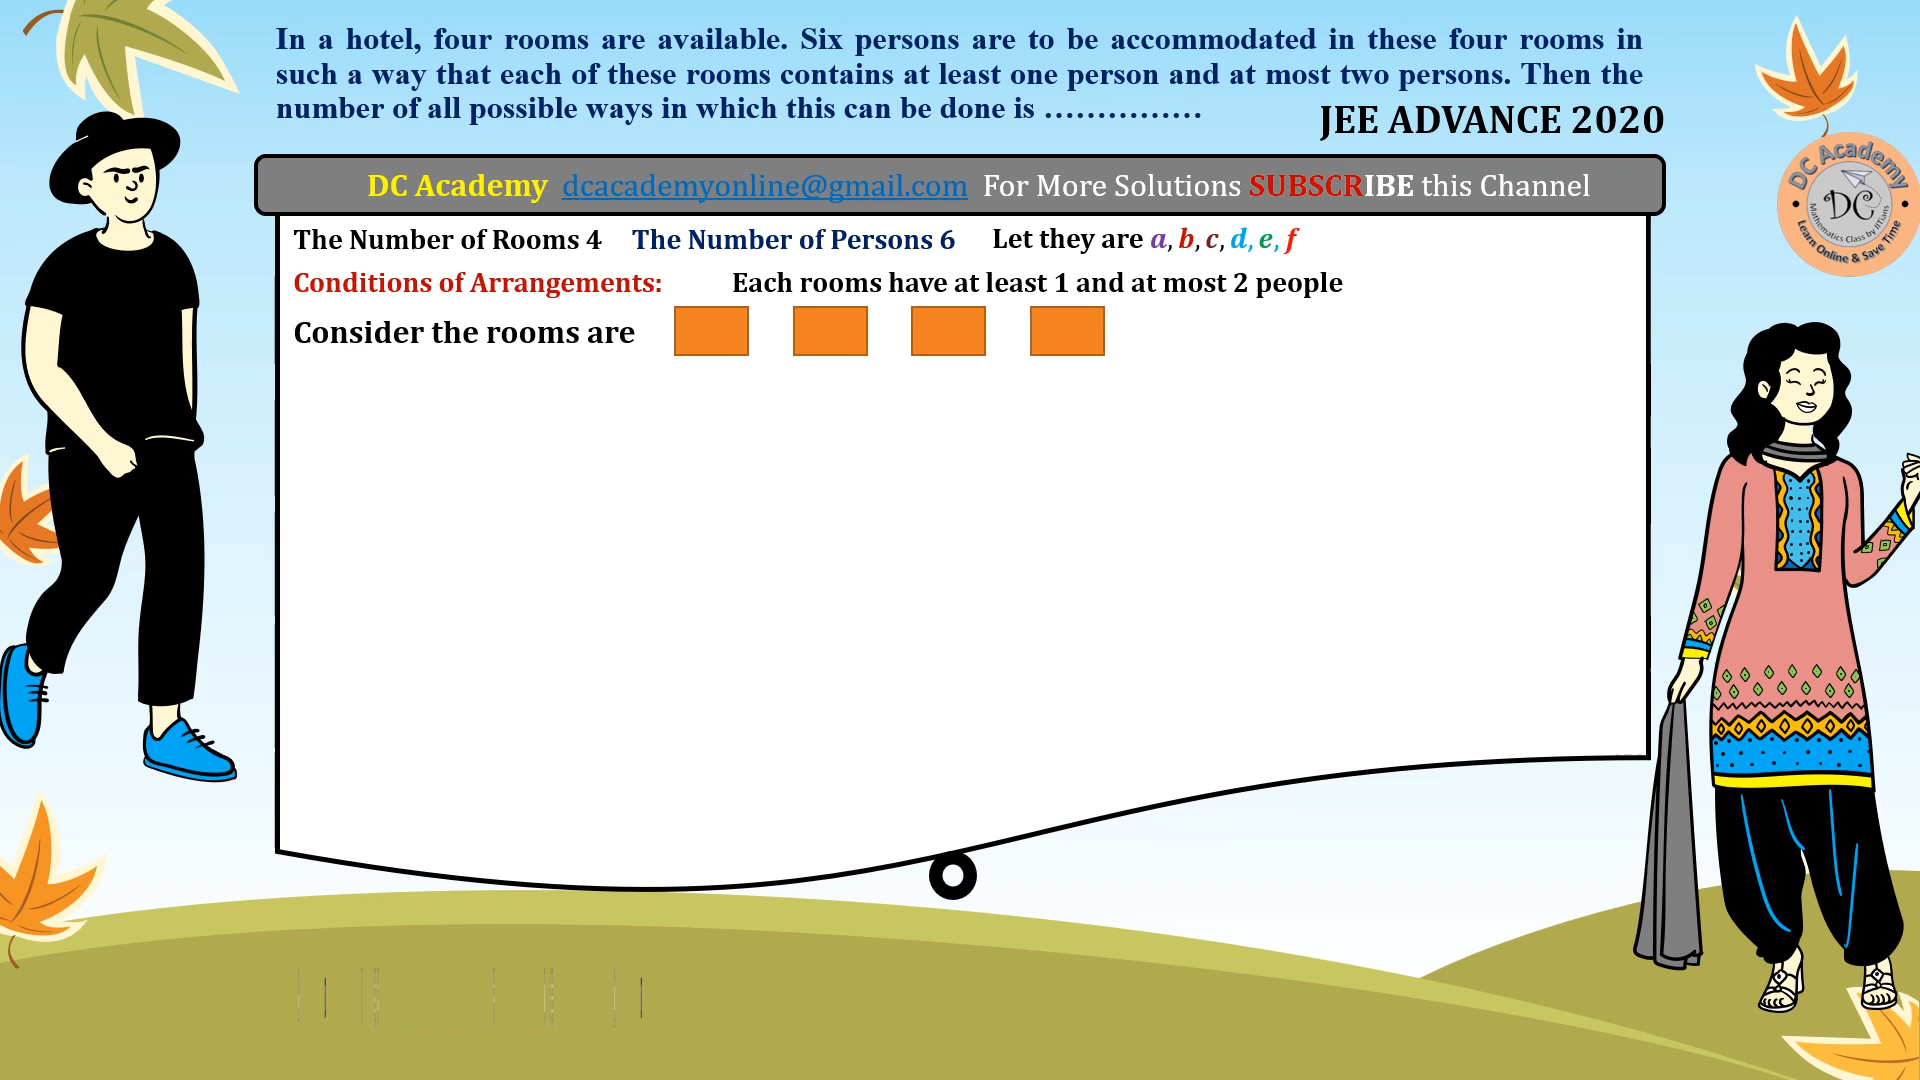 In a hotel, four rooms are available. Six persons are to be accommodated in these four rooms in
such a way that each of these rooms contains at least one person and at most two persons. Then the
number of all possible ways in which this can be done is ……………
JEE ADVANCE 2020
DC Academy dcacademyonline@gmail.com For More Solutions SUBSCRIBE this Channel
DC Academy
DC
Mathematics Class by IITians
Learn Online & Save Time
The Number of Rooms 4 The Number of Persons 6 Let they are a, b, c, d, e, f
Conditions of Arrangements: Each rooms have at least 1 and at most 2 people
Consider the rooms are